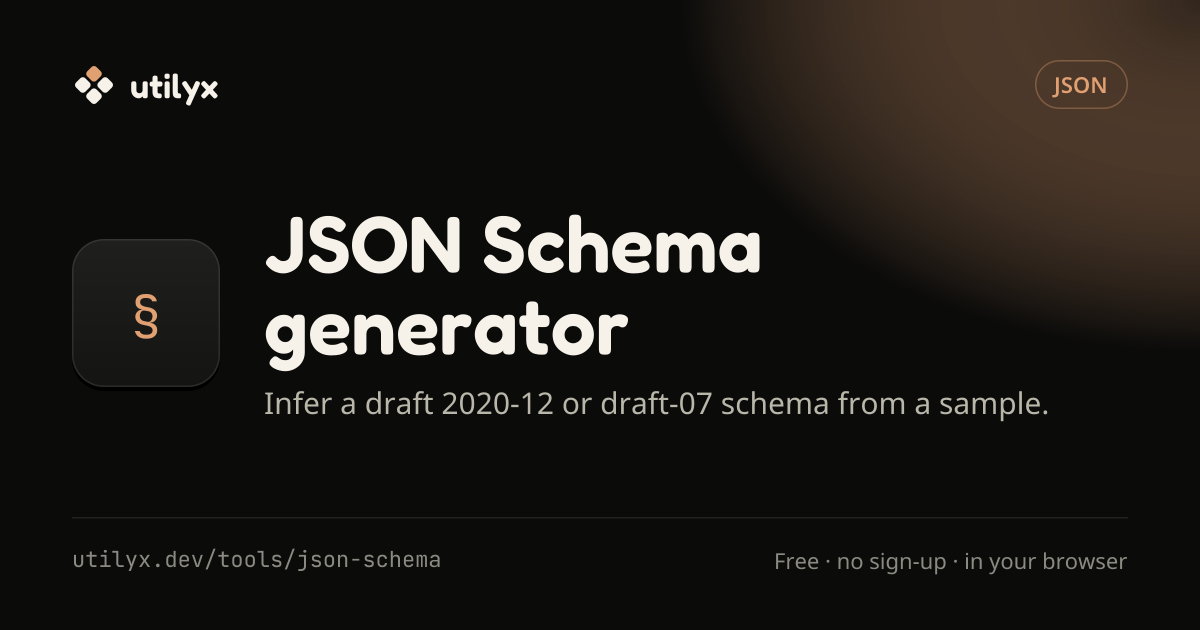 utilyx
JSON
§
JSON Schema
generator
Infer a draft 2020-12 or draft-07 schema from a sample.
utilyx.dev/tools/json-schema
Free · no sign-up · in your browser